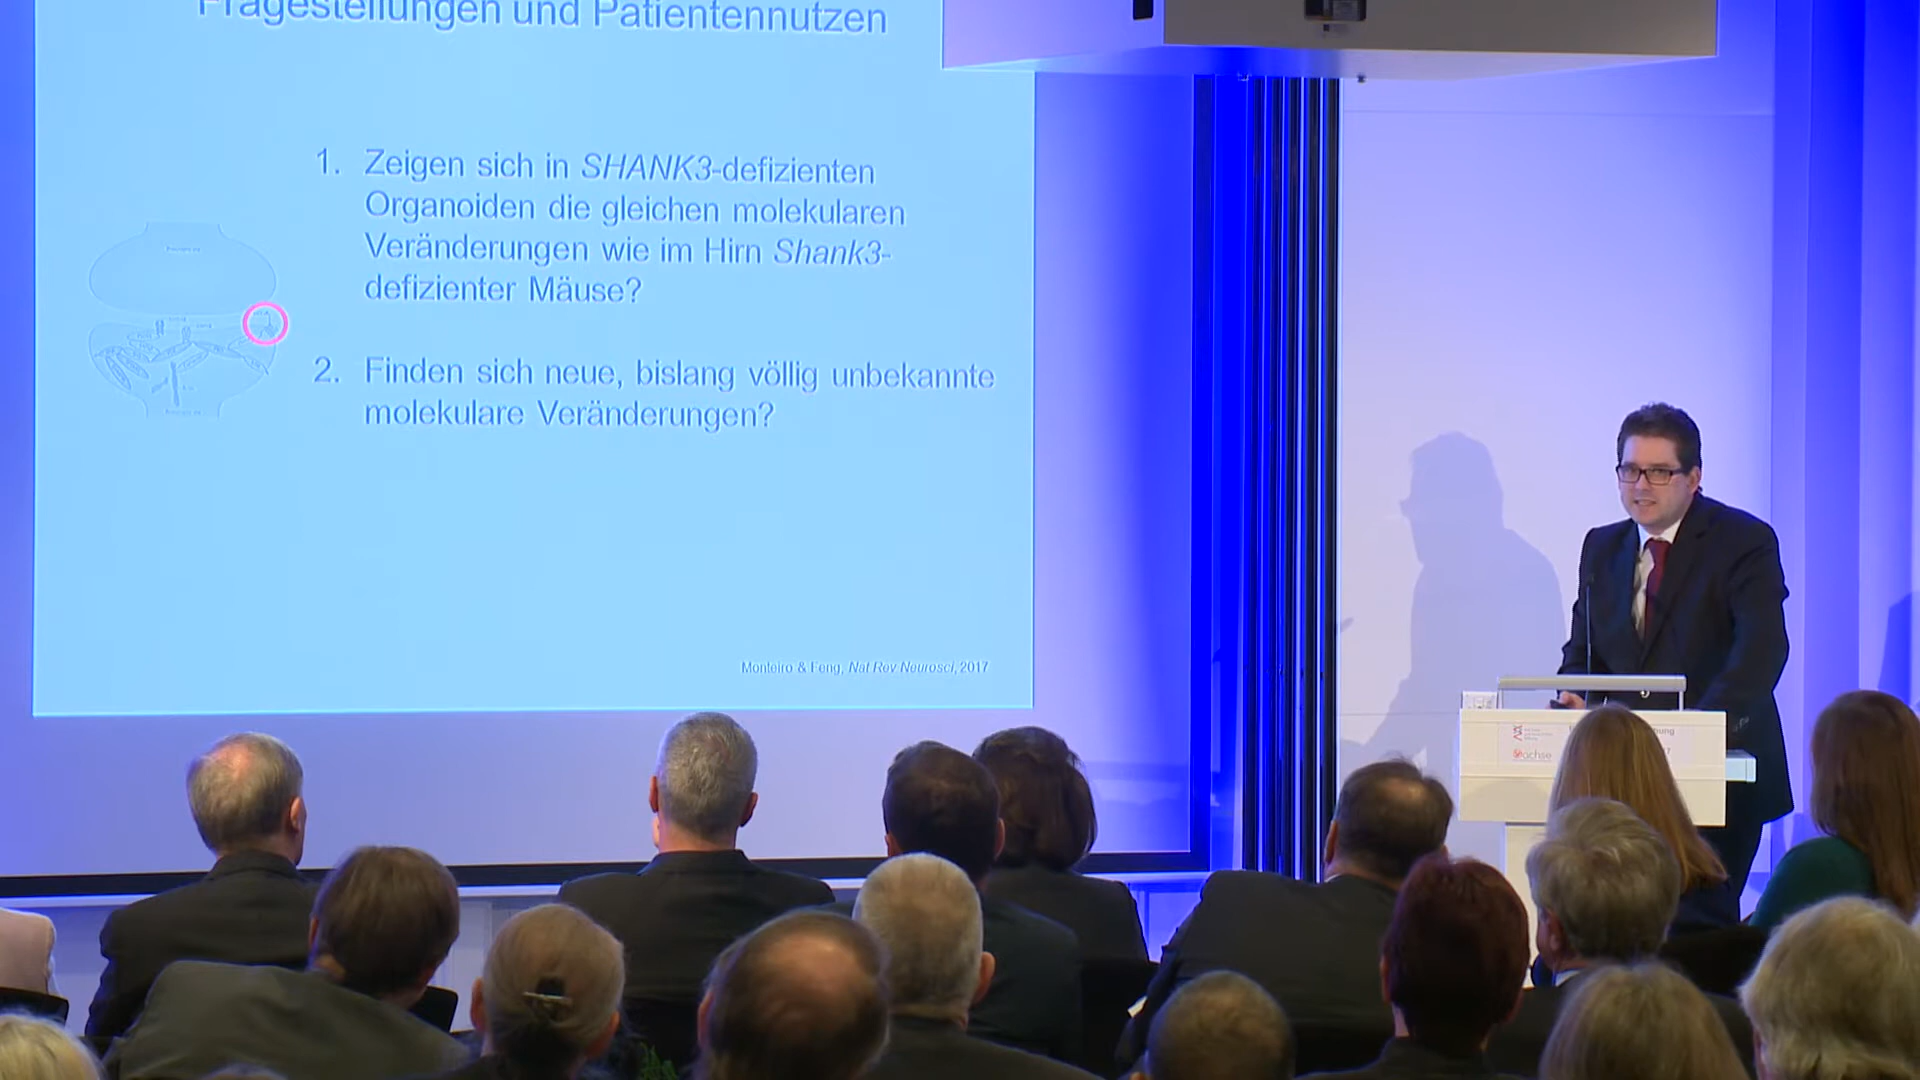 Fragestellungen und Patientennutzen
1. Zeigen sich in SHANK3-defizienten
Organoiden die gleichen molekularen
Veränderungen wie im Hirn Shank3-
defizienter Mäuse?
2. Finden sich neue, bislang völlig unbekannte
molekulare Veränderungen?
Monteiro & Feng, Nat Rev Neurosci, 2017
achse